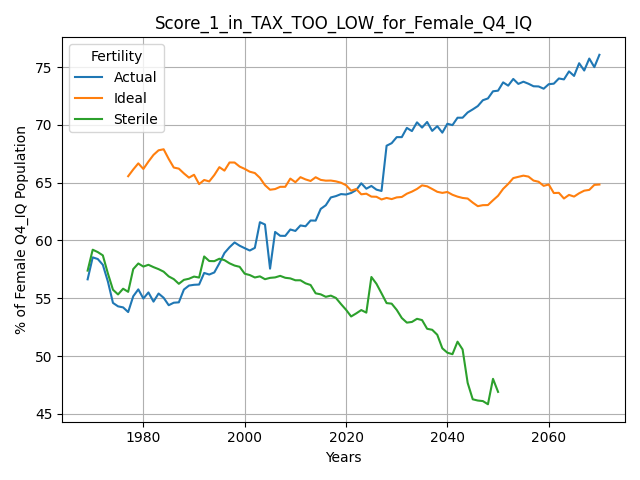 Score_1_in_TAX_TOO_LOW_for_Female_Q4_IQ
% of Female Q4_IQ Population
75
70
65
60
55
50
45
Fertility
Actual
Ideal
Sterile
1980
2000
2020
2040
2060
Years